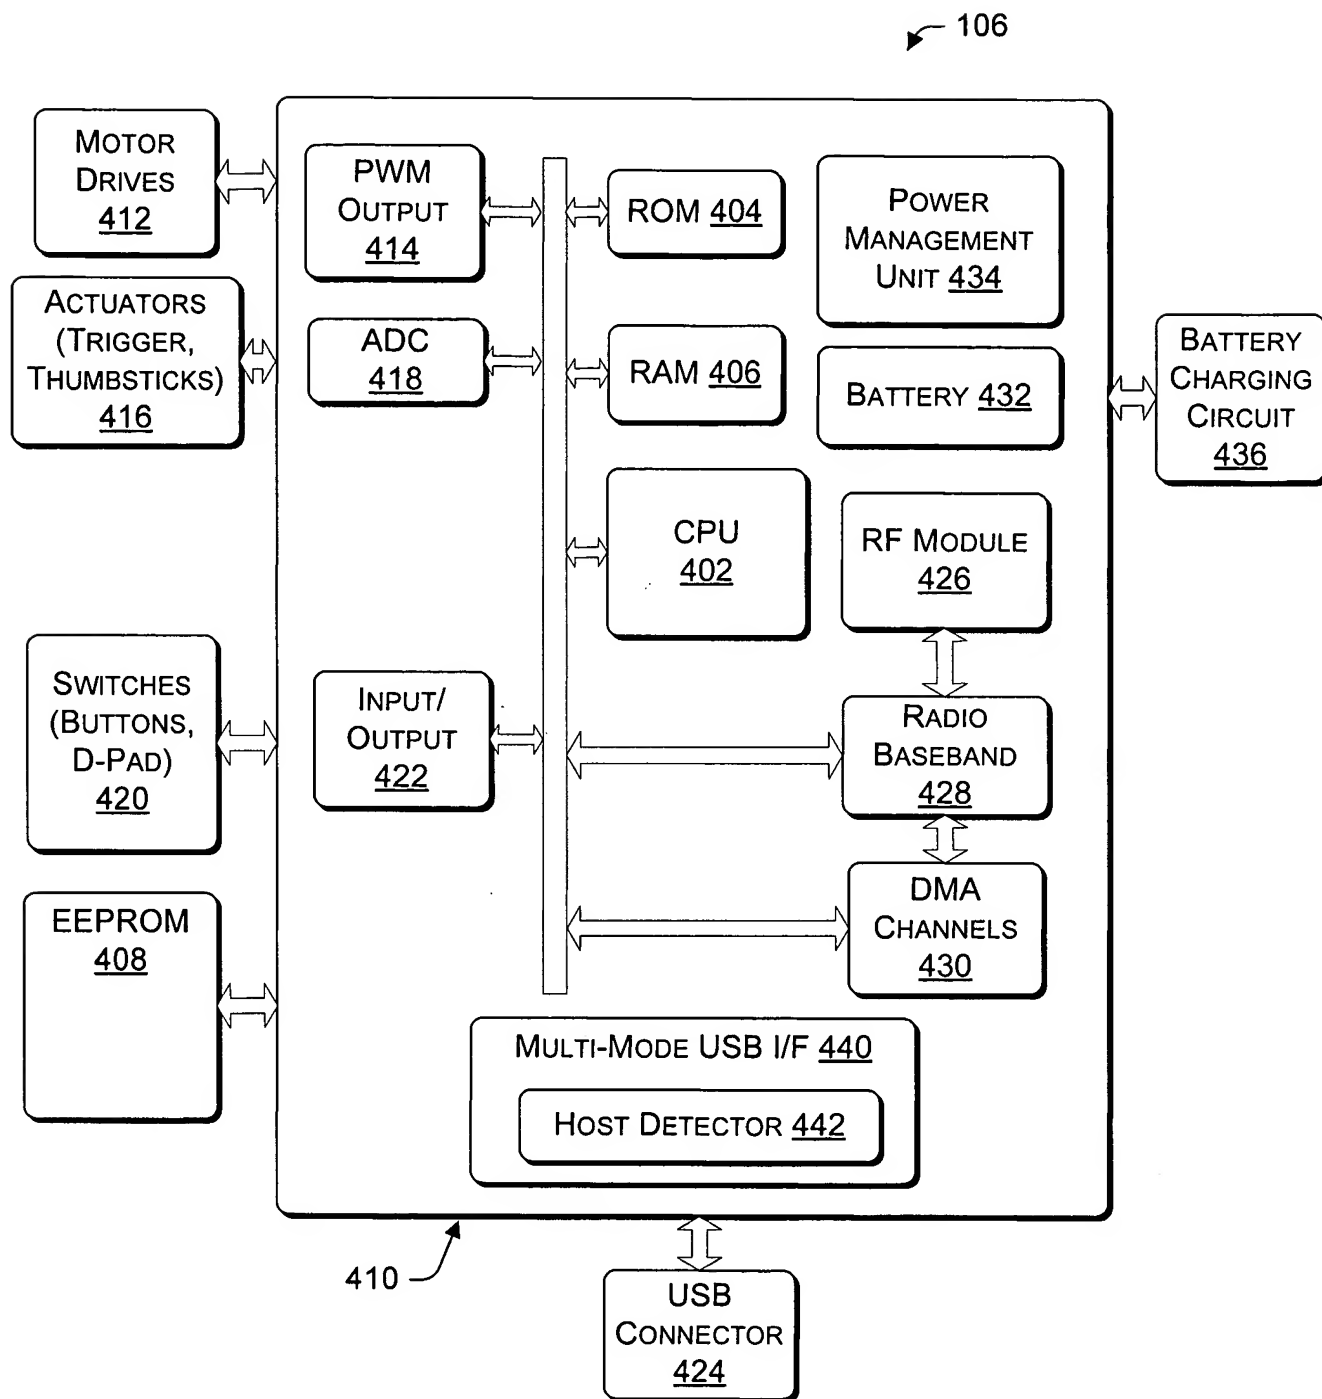 106
MOTOR
DRIVES
412
PWM
OUTPUT
414
ROM 404
POWER
MANAGEMENT
UNIT 434
ACTUATORS
(TRIGGER,
THUMBSTICKS)
416
ADC
418
RAM 406
BATTERY 432
BATTERY
CHARGING
CIRCUIT
436
CPU
402
RF MODULE
426
SWITCHES
(BUTTONS,
D-PAD)
420
INPUT/
OUTPUT
422
RADIO
BASEBAND
428
EEPROM
408
DMA
CHANNELS
430
MULTI-MODE USB I/F 440
HOST DETECTOR 442
410
USB
CONNECTOR
424